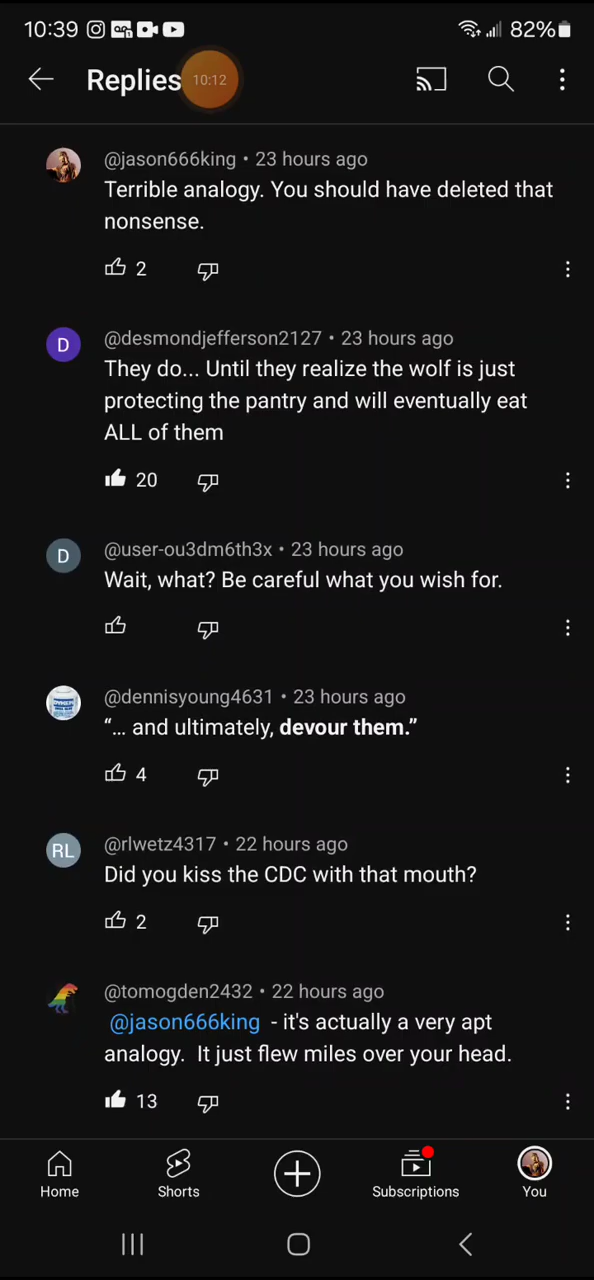 10:39 82%
Replies 10:12
@jason666king • 23 hours ago
Terrible analogy. You should have deleted that
nonsense.
2
D
@desmondjefferson2127 • 23 hours ago
They do... Until they realize the wolf is just
protecting the pantry and will eventually eat
ALL of them
20
D
@user-ou3dm6th3x • 23 hours ago
Wait, what? Be careful what you wish for.
@dennisyoung4631 • 23 hours ago
“... and ultimately, devour them.”
4
RL
@rlwetz4317 • 22 hours ago
Did you kiss the CDC with that mouth?
2
@tomogden2432 • 22 hours ago
@jason666king - it's actually a very apt
analogy. It just flew miles over your head.
13
Home Shorts Subscriptions You